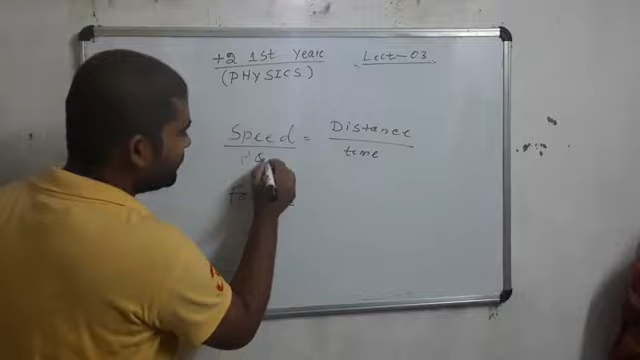 +2 1st Year
(PHYSICS)
Lect-03
Speed = Distance
time